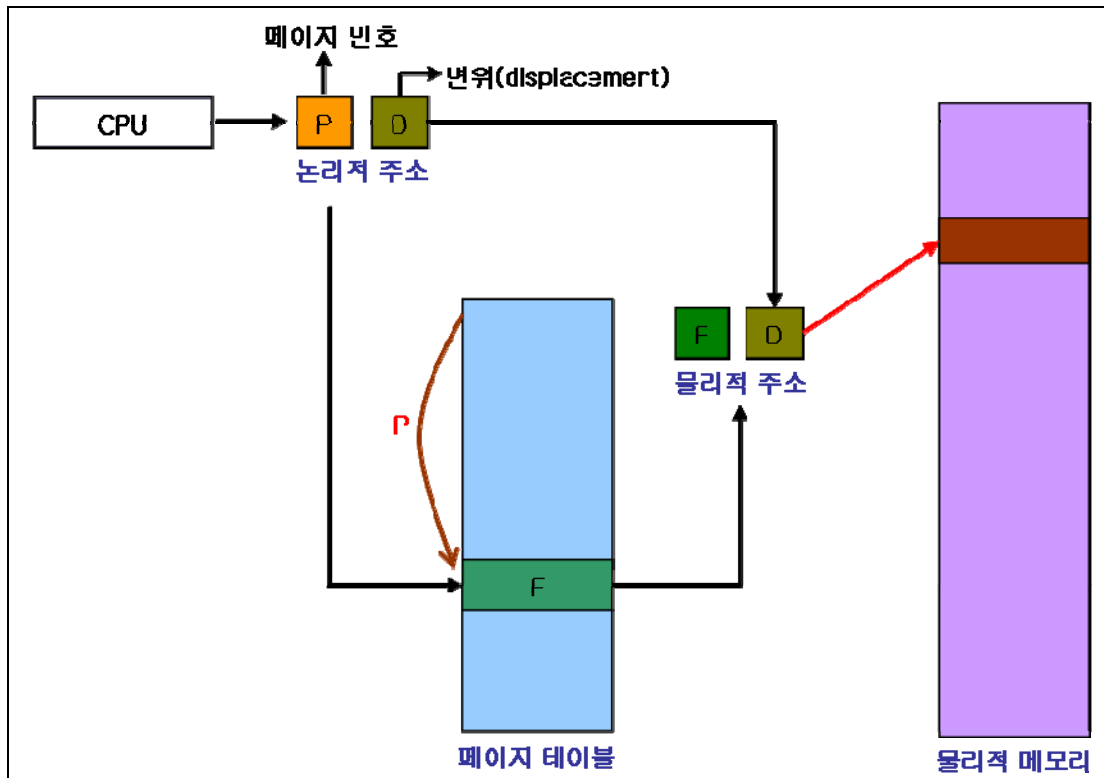 페이지 번호
변위(displacement)
CPU
P
D
논리적 주소
F
D
물리적 주소
P
F
페이지 테이블
물리적 메모리